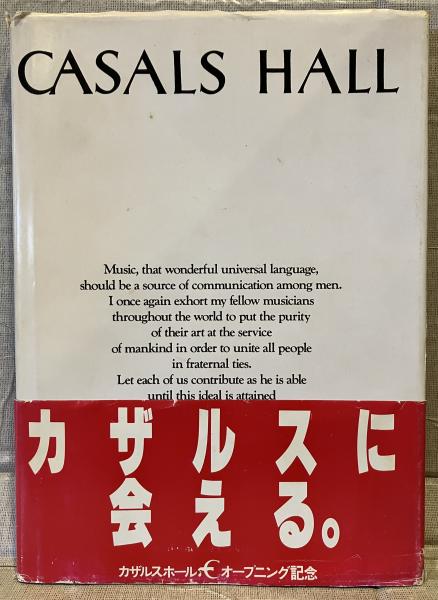 CASALS HALL
Music, that wonderful universal language,
should be a source of communication among men.
I once again exhort my fellow musicians
throughout the world to put the purity
of their art at the service
of mankind in order to unite all people
in fraternal ties.
Let each of us contribute as he is able
until this ideal is attained
カザルスに
会える。
カザルスホール オープニング記念